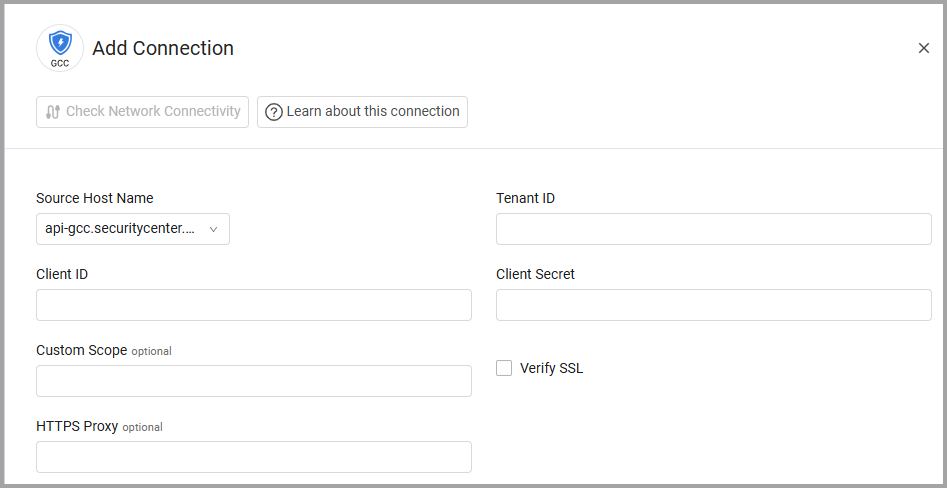 GCC
Add Connection
Check Network Connectivity
Learn about this connection
Source Host Name
Tenant ID
api-gcc.securitycenter....
Client ID
Client Secret
Custom Scope optional
Verify SSL
HTTPS Proxy optional